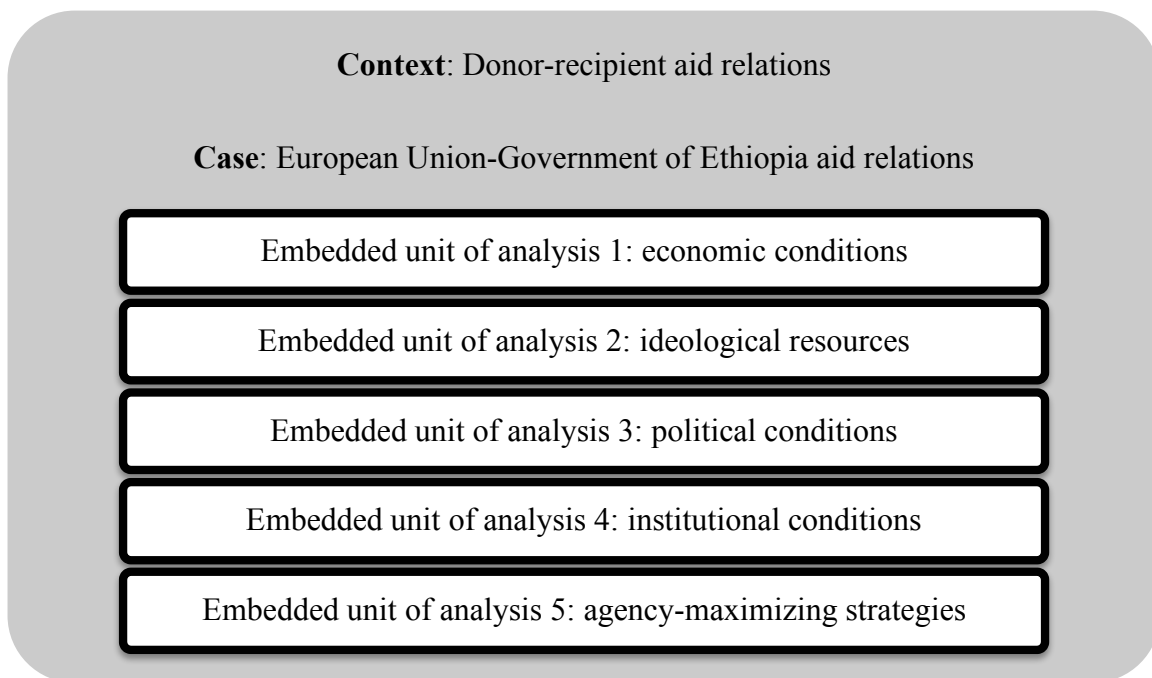 Context: Donor-recipient aid relations
Case: European Union-Government of Ethiopia aid relations
Embedded unit of analysis 1: economic conditions
Embedded unit of analysis 2: ideological resources
Embedded unit of analysis 3: political conditions
Embedded unit of analysis 4: institutional conditions
Embedded unit of analysis 5: agency-maximizing strategies